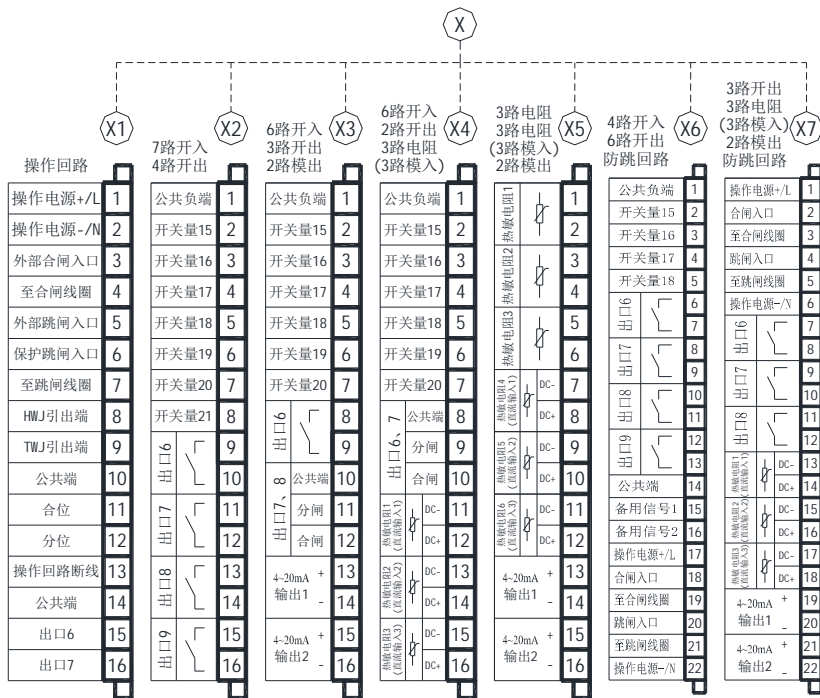 X
X1
操作回路
操作电源+/L 1
操作电源-/N 2
外部合闸入口 3
至合闸线圈 4
外部跳闸入口 5
保护跳闸入口 6
至跳闸线圈 7
HWJ引出端 8
TWJ引出端 9
公共端 10
合位 11
分位 12
操作回路断线 13
公共端 14
出口6 15
出口7 16
X2
7路开入
4路开出
公共负端 1
开关量15 2
开关量16 3
开关量17 4
开关量18 5
开关量19 6
开关量20 7
开关量21 8
出口6
9
10
出口7
11
12
出口8
13
14
出口9
15
16
X3
6路开入
3路开出
2路模出
公共负端 1
开关量15 2
开关量16 3
开关量17 4
开关量18 5
开关量19 6
开关量20 7
出口6
8
9
出口7、8
公共端 10
分闸 11
合闸 12
4~20mA + 13
输出1 - 14
4~20mA + 15
输出2 - 16
X4
6路开入
2路开出
3路电阻
(3路模入)
公共负端 1
开关量15 2
开关量16 3
开关量17 4
开关量18 5
开关量19 6
开关量20 7
出口6、7
公共端 8
分闸 9
合闸 10
热敏电阻1
(直流输入1)
DC- 11
DC+ 12
热敏电阻2
(直流输入2)
DC- 13
DC+ 14
热敏电阻3
(直流输入3)
DC- 15
DC+ 16
X5
3路电阻
3路电阻
(3路模入)
2路模出
热敏电阻1
1
2
热敏电阻2
3
4
热敏电阻3
5
6
热敏电阻4
(直流输入1)
DC- 7
DC+ 8
热敏电阻5
(直流输入2)
DC- 9
DC+ 10
热敏电阻6
(直流输入3)
DC- 11
DC+ 12
4~20mA + 13
输出1 - 14
4~20mA + 15
输出2 - 16
X6
4路开入
6路开出
防跳回路
公共负端 1
开关量15 2
开关量16 3
开关量17 4
开关量18 5
出口6
6
7
出口7
8
9
出口8
10
11
出口9
12
13
公共端 14
备用信号1 15
备用信号2 16
操作电源+/L 17
合闸入口 18
至合闸线圈 19
跳闸入口 20
至跳闸线圈 21
操作电源-/N 22
X7
3路开出
3路电阻
(3路模入)
2路模出
防跳回路
操作电源+/L 1
合闸入口 2
至合闸线圈 3
跳闸入口 4
至跳闸线圈 5
操作电源-/N 6
出口6
7
8
出口7
9
10
出口8
11
12
热敏电阻1
(直流输入1)
DC- 13
DC+ 14
热敏电阻2
(直流输入2)
DC- 15
DC+ 16
热敏电阻3
(直流输入3)
DC- 17
DC+ 18
4~20mA + 19
输出1 - 20
4~20mA + 21
输出2 - 22